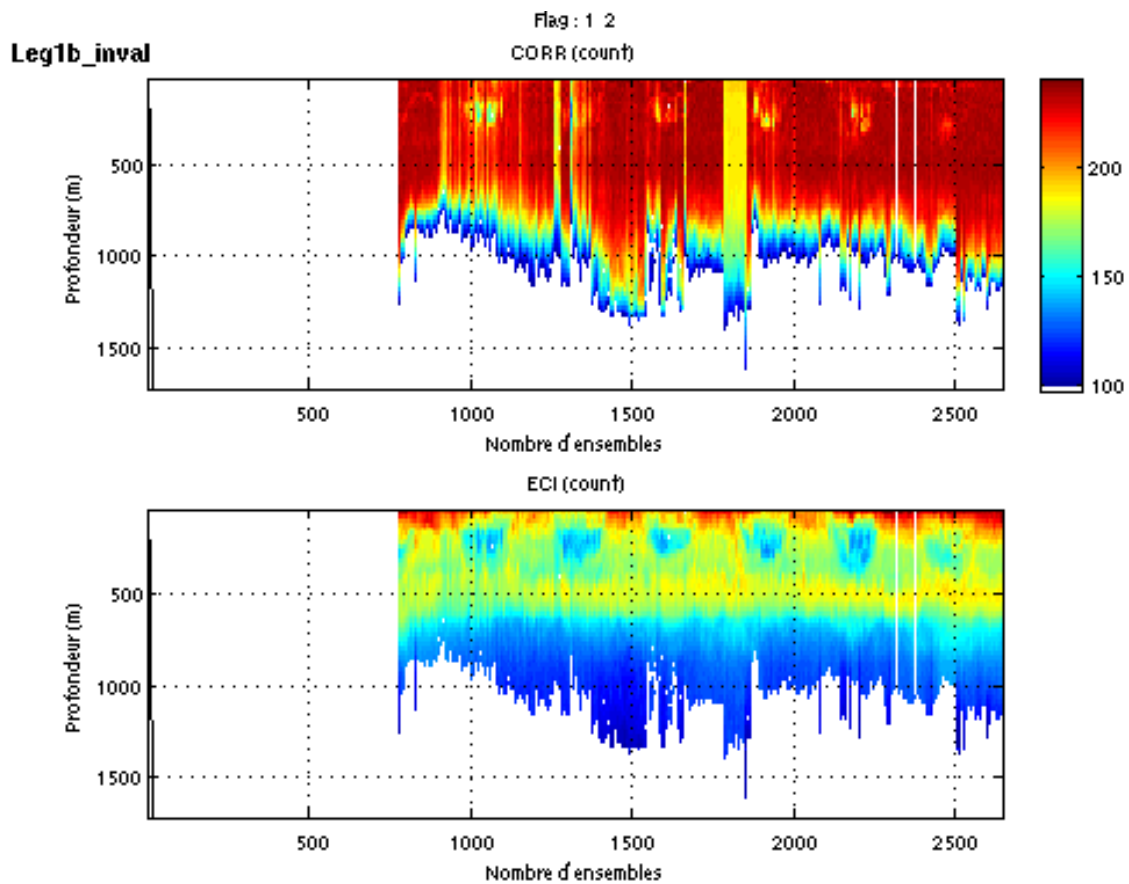 Flag : 1 2
Leg1b_inval
CORR (count)
Profondeur (m)
500
1000
1500
500 1000 1500 2000 2500
Nombre d'ensembles
200
150
100
ECI (count)
Profondeur (m)
500
1000
1500
500 1000 1500 2000 2500
Nombre d'ensembles